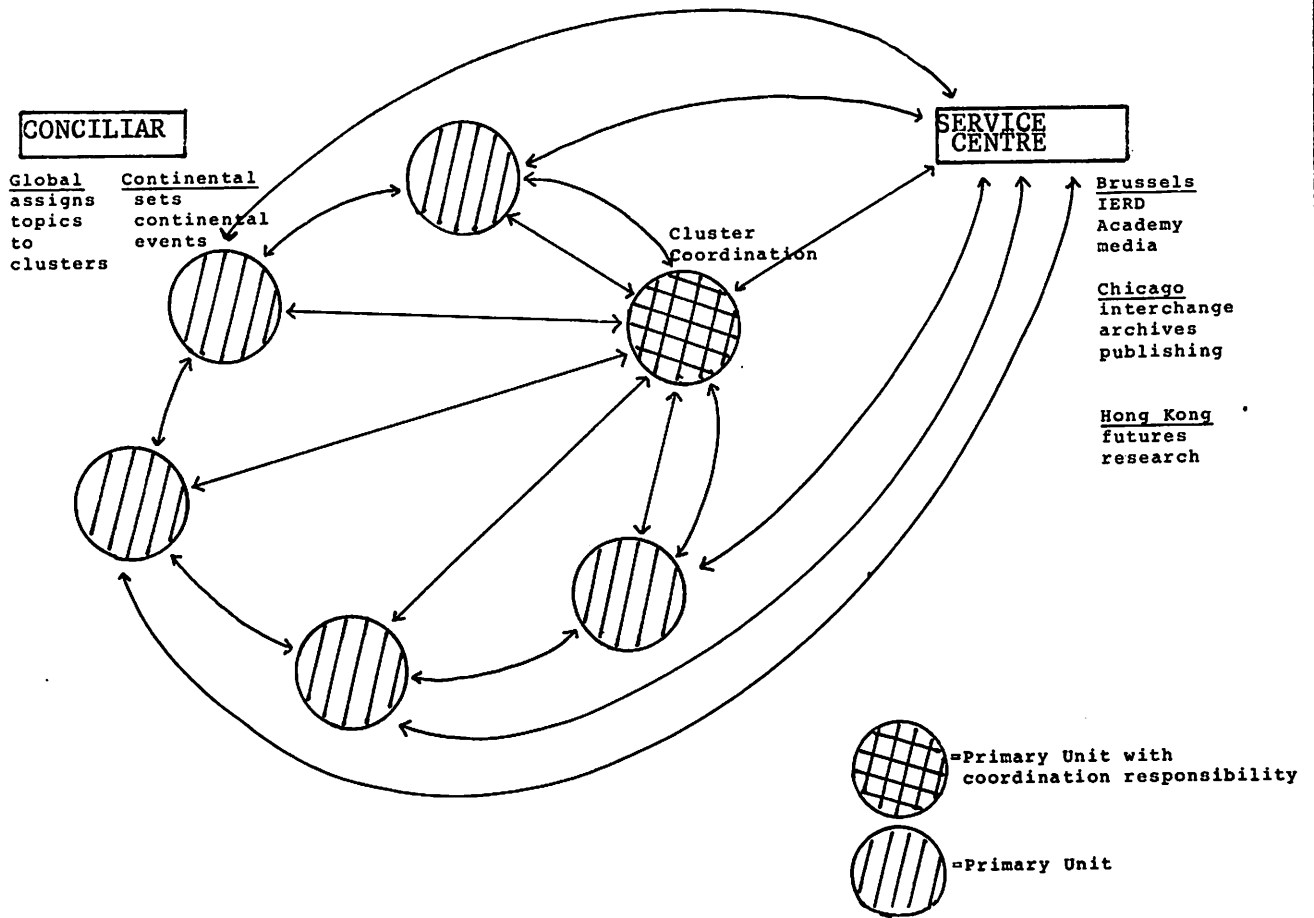 CONCILIAR
Global
assigns
topics
to
clusters
Continental
sets
continental
events
Cluster
Coordination
SERVICE
CENTRE
Brussels
IERD
Academy
media
Chicago
interchange
archives
publishing
Hong Kong
futures
research
=Primary Unit with
coordination responsibility
=Primary Unit